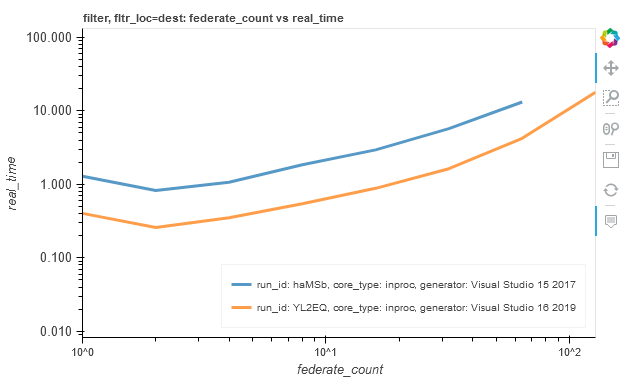 filter, fltr_loc=dest: federate_count vs real_time
100.000
10.000
1.000
0.100
0.010
real_time
run_id: haMSb, core_type: inproc, generator: Visual Studio 15 2017
run_id: YL2EQ, core_type: inproc, generator: Visual Studio 16 2019
10^0
10^1
10^2
federate_count